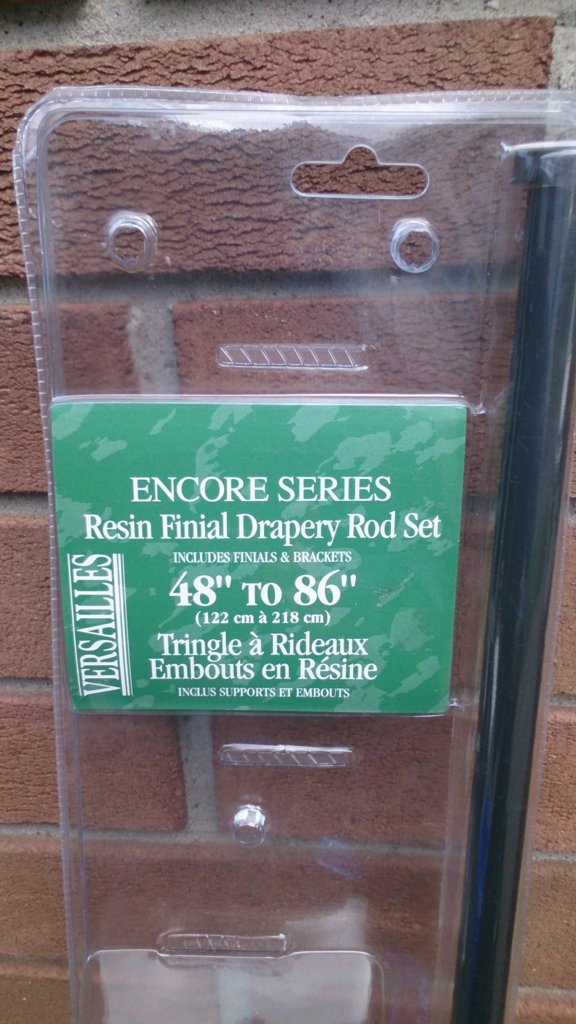 ENCORE SERIES
Resin Finial Drapery Rod Set
INCLUDES FINIALS & BRACKETS
48" TO 86"
(122 cm à 218 cm)
Tringle à Rideaux
Embouts en Résine
INCLUS SUPPORTS ET EMBOUTS
VERSAILLES